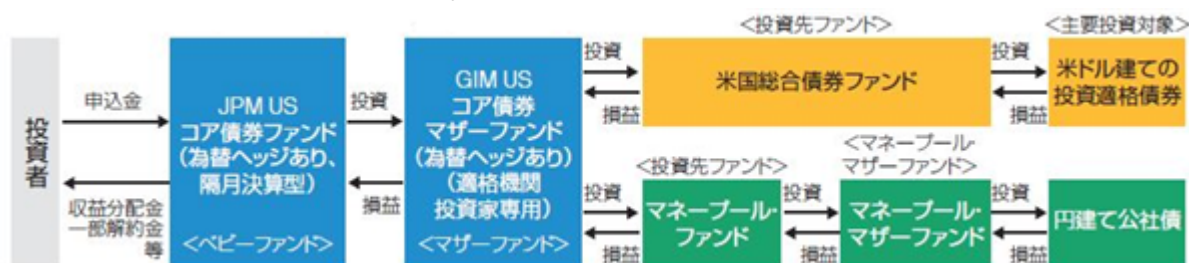 投資者
申込金
収益分配金
一部解約金
等
JPM US
コア債券ファンド
(為替ヘッジあり、
隔月決算型)
<ベビーファンド>
投資
損益
GIM US
コア債券
マザーファンド
(為替ヘッジあり)
(適格機関
投資家専用)
<マザーファンド>
投資
損益
<投資先ファンド>
米国総合債券ファンド
投資
損益
<主要投資対象>
米ドル建ての
投資適格債券
投資
損益
<投資先ファンド>
マネープール・
ファンド
投資
損益
<マネープール・
マザーファンド>
マネープール・
マザーファンド
投資
損益
円建て公社債